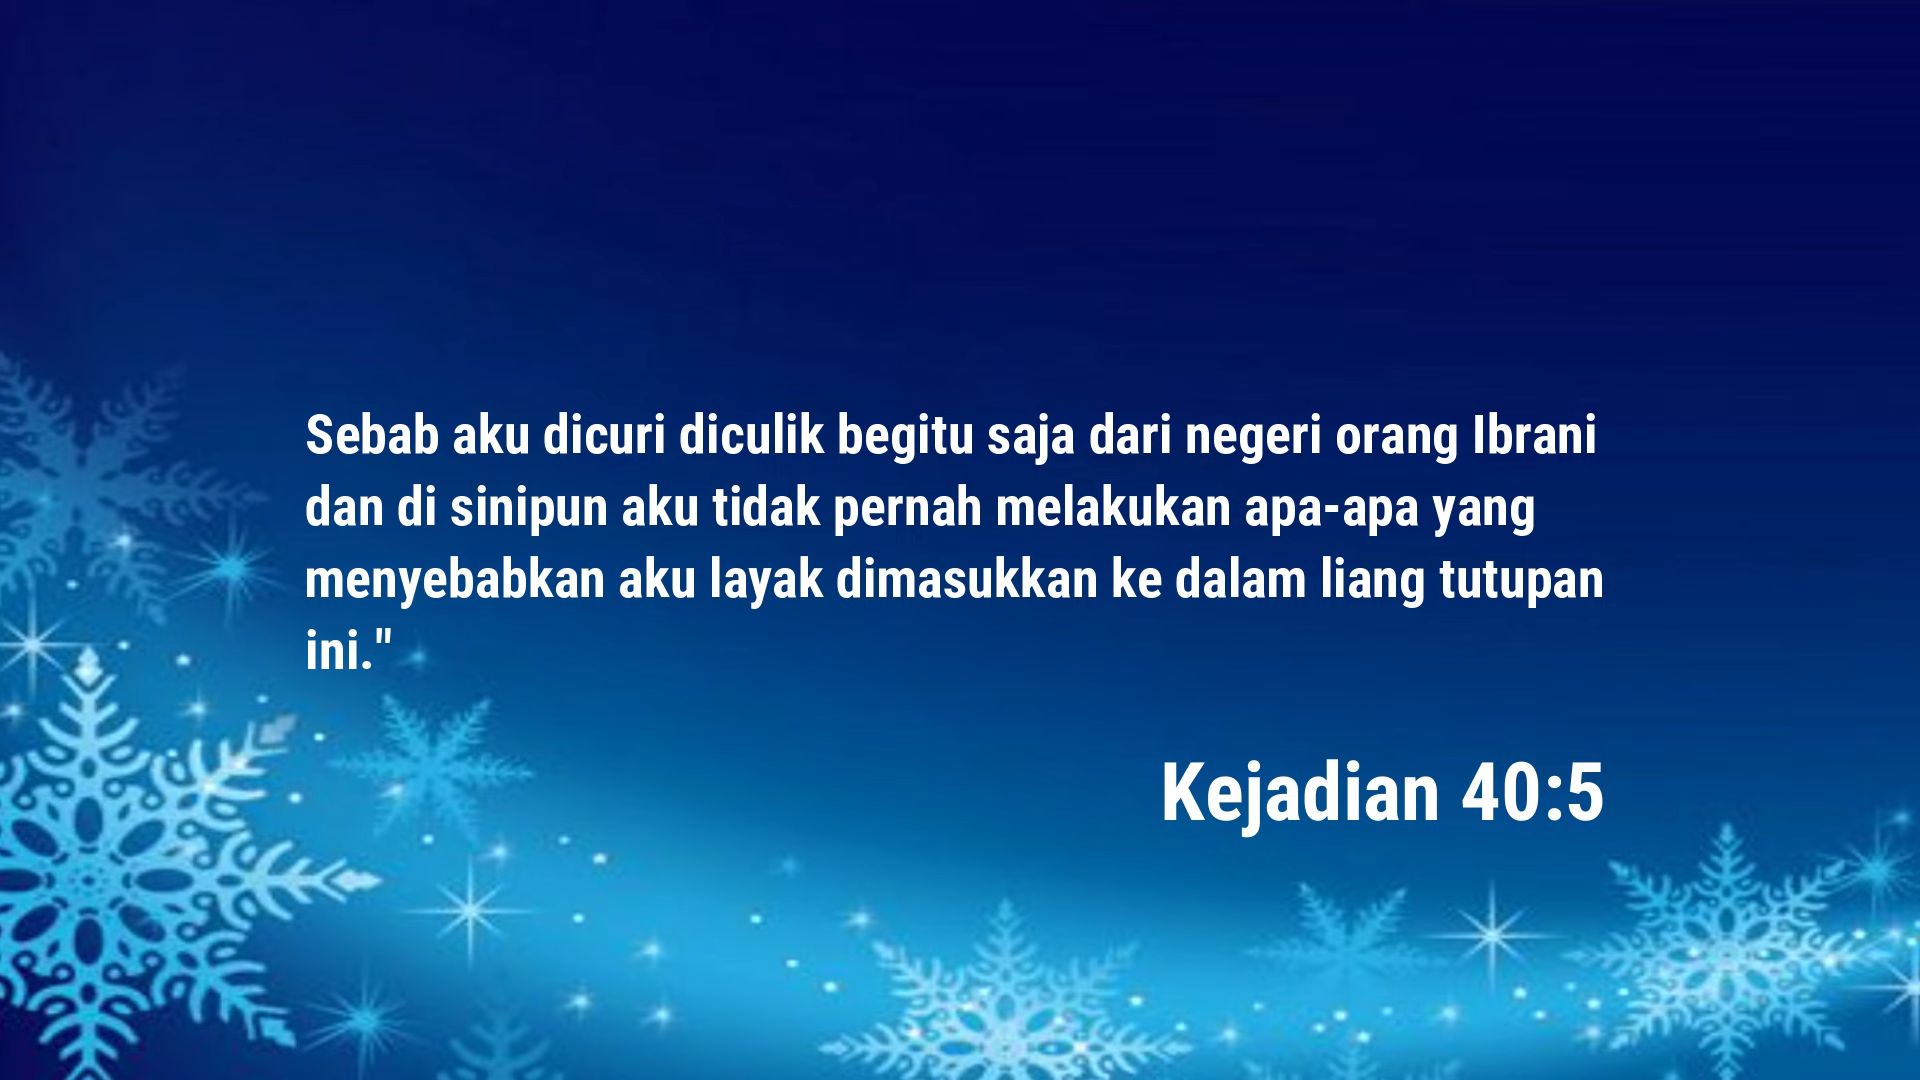 Sebab aku dicuri diculik begitu saja dari negeri orang Ibrani
dan di sinipun aku tidak pernah melakukan apa-apa yang
menyebabkan aku layak dimasukkan ke dalam liang tutupan
ini."
Kejadian 40:5